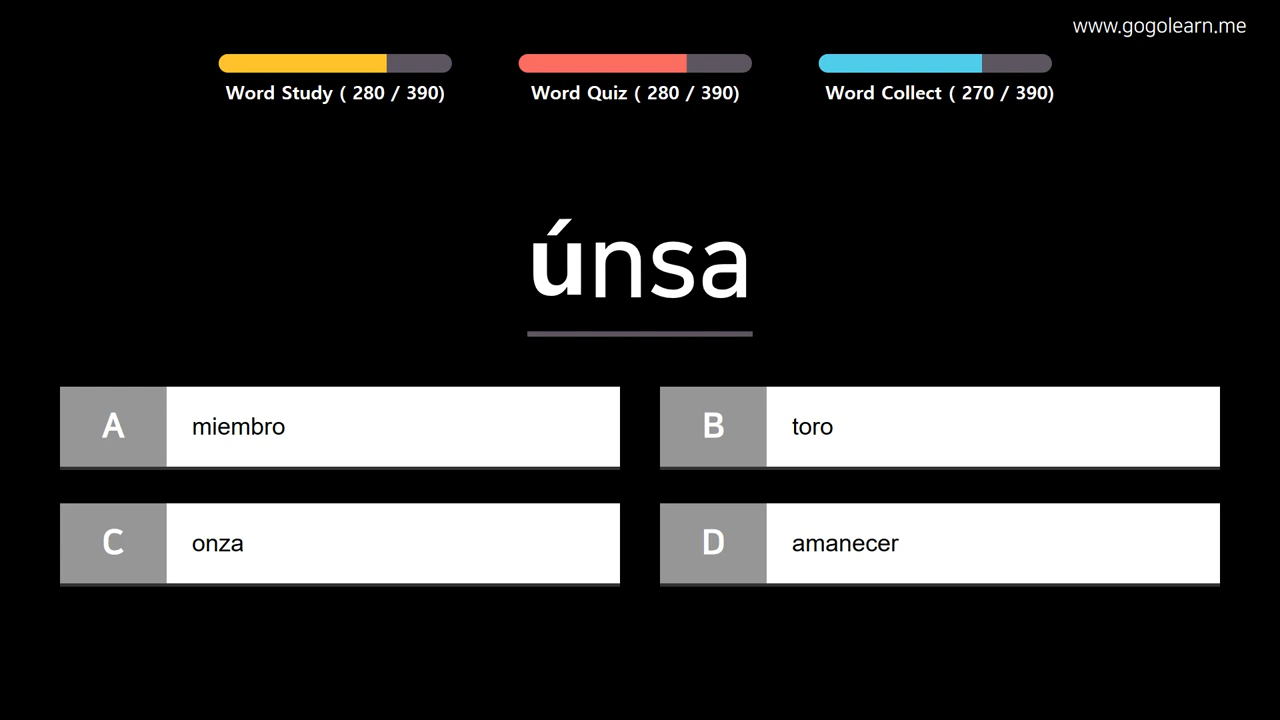 www.gogolearn.me
Word Study ( 280 / 390)
Word Quiz ( 280 / 390)
Word Collect ( 270 / 390)
únsa
A miembro
B toro
C onza
D amanecer